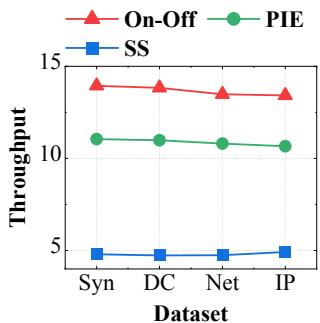 On-Off PIE
SS
15
10
5
Throughput
Syn DC Net IP
Dataset